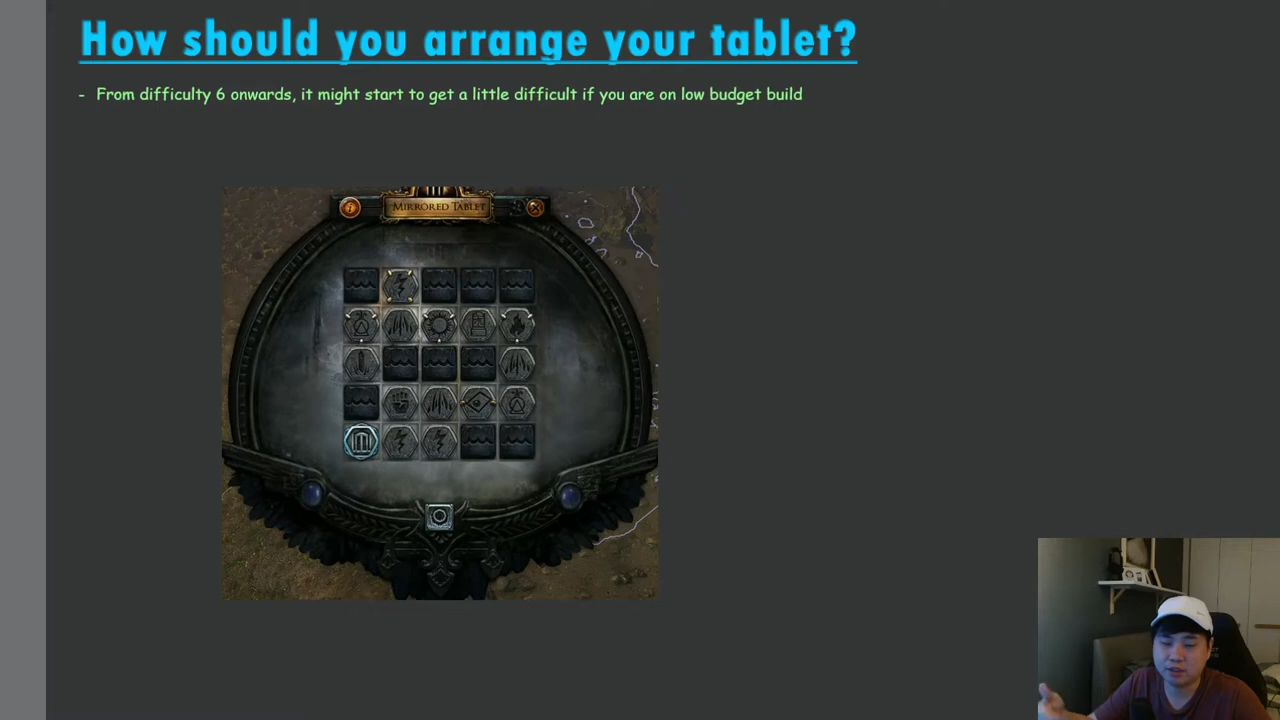 How should you arrange your tablet?
- From difficulty 6 onwards, it might start to get a little difficult if you are on low budget build
MIRRORED TABLET